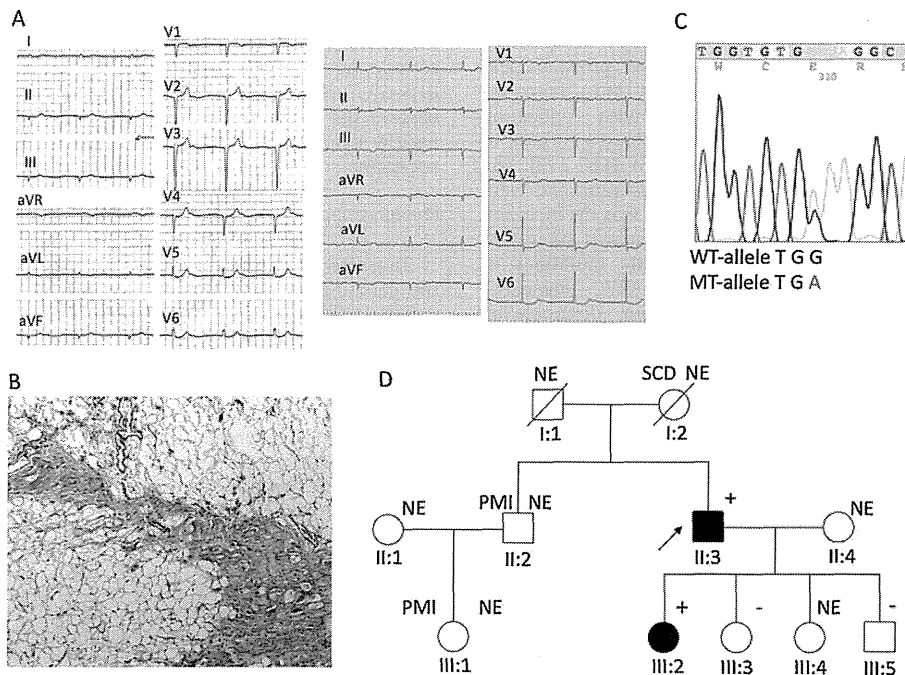 A
I
II
III
aVR
aVL
aVF
V1
V2
V3
V4
V5
V6
I
II
III
aVR
aVL
aVF
V1
V2
V3
V4
V5
V6
C
T G G T G T G G G C
W C R S
310
WT-allele T G G
MT-allele T G A
B
D
NE
SCD NE
I:1
I:2
NE
PMI NE
+
NE
II:1
II:2
II:3
II:4
PMI NE
+
-
NE
-
III:1
III:2
III:3
III:4
III:5